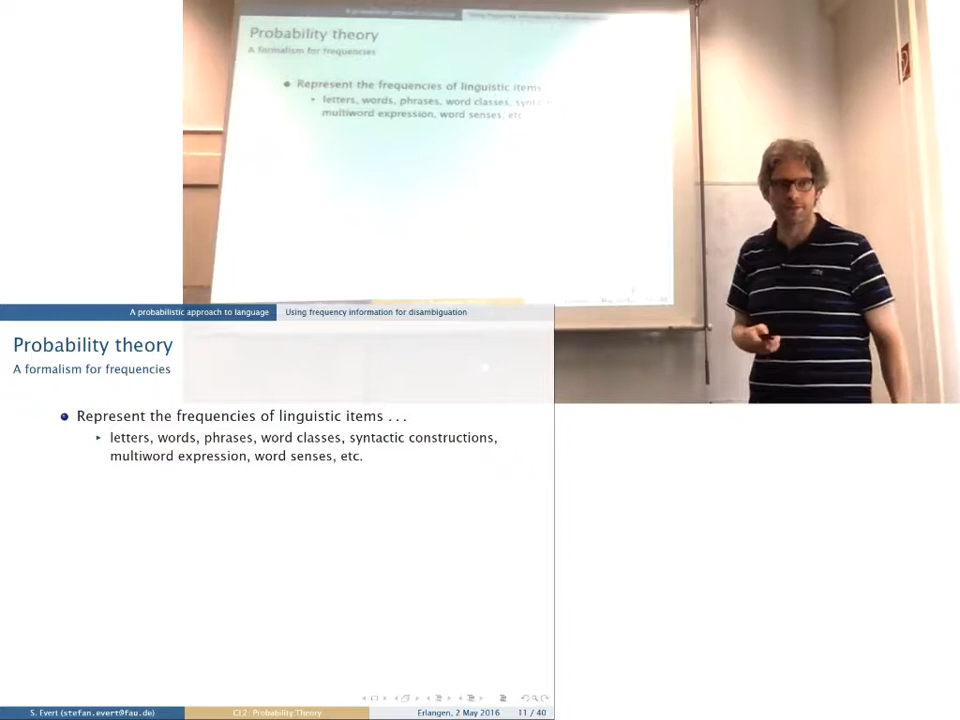 Probability theory
A formalism for frequencies
Represent the frequencies of linguistic items
letters, words, phrases, word classes,
multiword expression, word senses, etc
A probabilistic approach to language
Using frequency information for disambiguation
Probability theory
A formalism for frequencies
Represent the frequencies of linguistic items ...
letters, words, phrases, word classes, syntactic constructions,
multiword expression, word senses, etc.
S. Evert (stefan.evert@fau.de)
CL2: Probability Theory
Erlangen, 2 May 2016
11 / 40